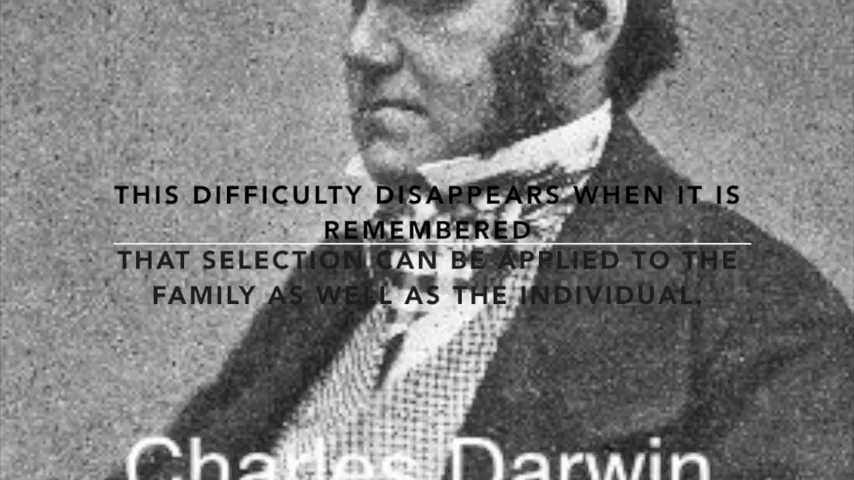 THIS DIFFICULTY DISAPPEARS WHEN IT IS
REMEMBERED
THAT SELECTION CAN BE APPLIED TO THE
FAMILY AS WELL AS THE INDIVIDUAL.
Charles Darwin